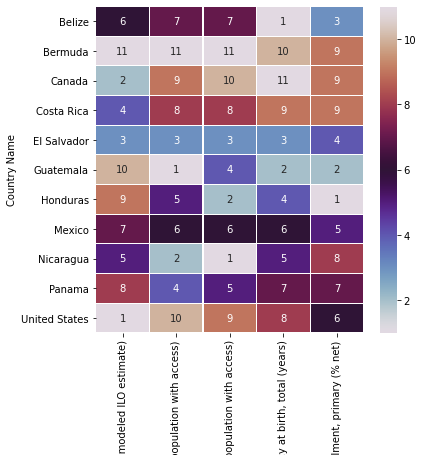 Belize 6 7 7 1 3
Bermuda 11 11 11 10 9
Canada 2 9 10 11 9
Costa Rica 4 8 8 9 9
El Salvador 3 3 3 3 4
Guatemala 10 1 4 2 2
Honduras 9 5 2 4 1
Mexico 7 6 6 6 5
Nicaragua 5 2 1 5 8
Panama 8 4 5 7 7
United States 1 10 9 8 6
Country Name
modeled ILO estimate)
population with access)
population with access)
y at birth, total (years)
lment, primary (% net)
10
8
6
4
2